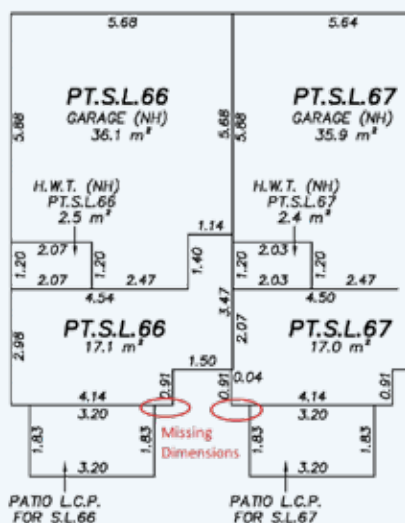 5.68 5.64
PT.S.L.66 PT.S.L.67
GARAGE (NH) GARAGE (NH)
36.1 m² 35.9 m²
5.88 5.68 5.68 5.88
H.W.T. (NH) H.W.T. (NH)
PT.S.L.66 PT.S.L.67
2.5 m² 2.4 m²
1.14
2.07 2.03
1.20 1.20 1.40 1.20 1.20
2.07 2.47 2.03 2.47
4.54 3.47 4.50
2.98 PT.S.L.66 2.07 PT.S.L.67
17.1 m² 17.0 m²
1.50
0.91 0.91 0.04 0.91
4.14 4.14
3.20 3.20
1.83 1.83 Missing 1.83 1.83
Dimensions
3.20 3.20
PATIO L.C.P. PATIO L.C.P.
FOR S.L.66 FOR S.L.67